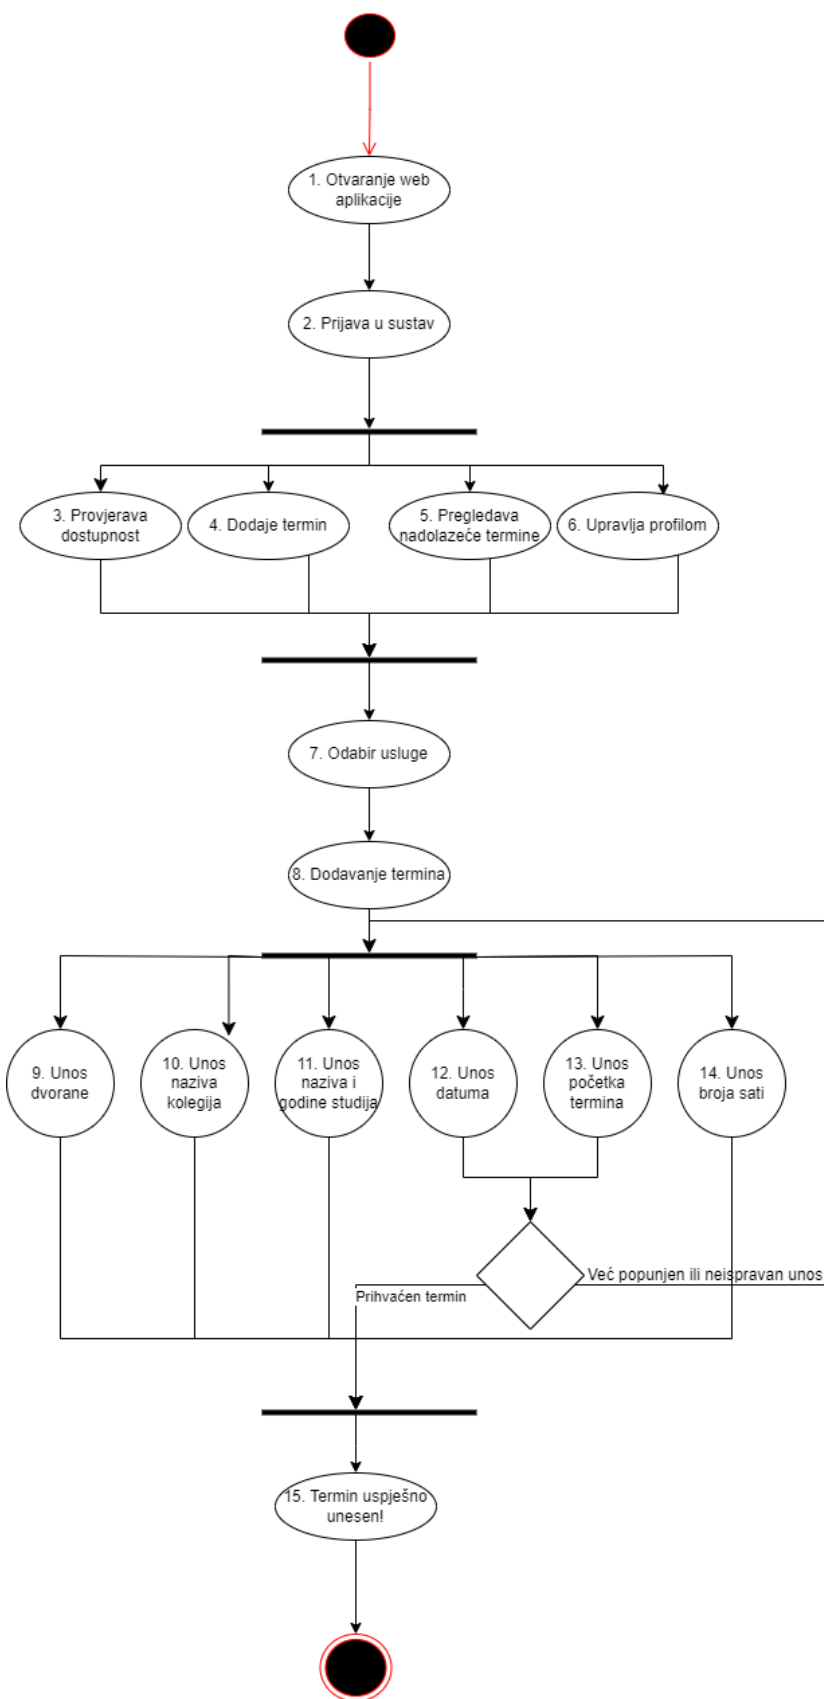 1. Otvaranje web
aplikacije
2. Prijava u sustav
3. Provjerava
dostupnost
4. Dodaje termin
5. Pregledava
nadolazeće termine
6. Upravlja profilom
7. Odabir usluge
8. Dodavanje termina
9. Unos
dvorane
10. Unos
naziva
kolegija
11. Unos
naziva i
godine studija
12. Unos
datuma
13. Unos
početka
termina
14. Unos
broja sati
Već popunjen ili neispravan unos
Prihvaćen termin
15. Termin uspješno
unesen!